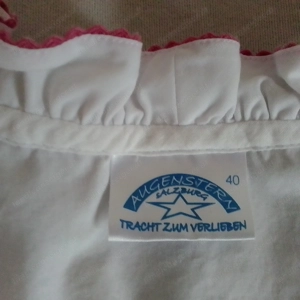 40
AUGENSTERN
SALZBURG
TRACHT ZUM VERLIEBEN